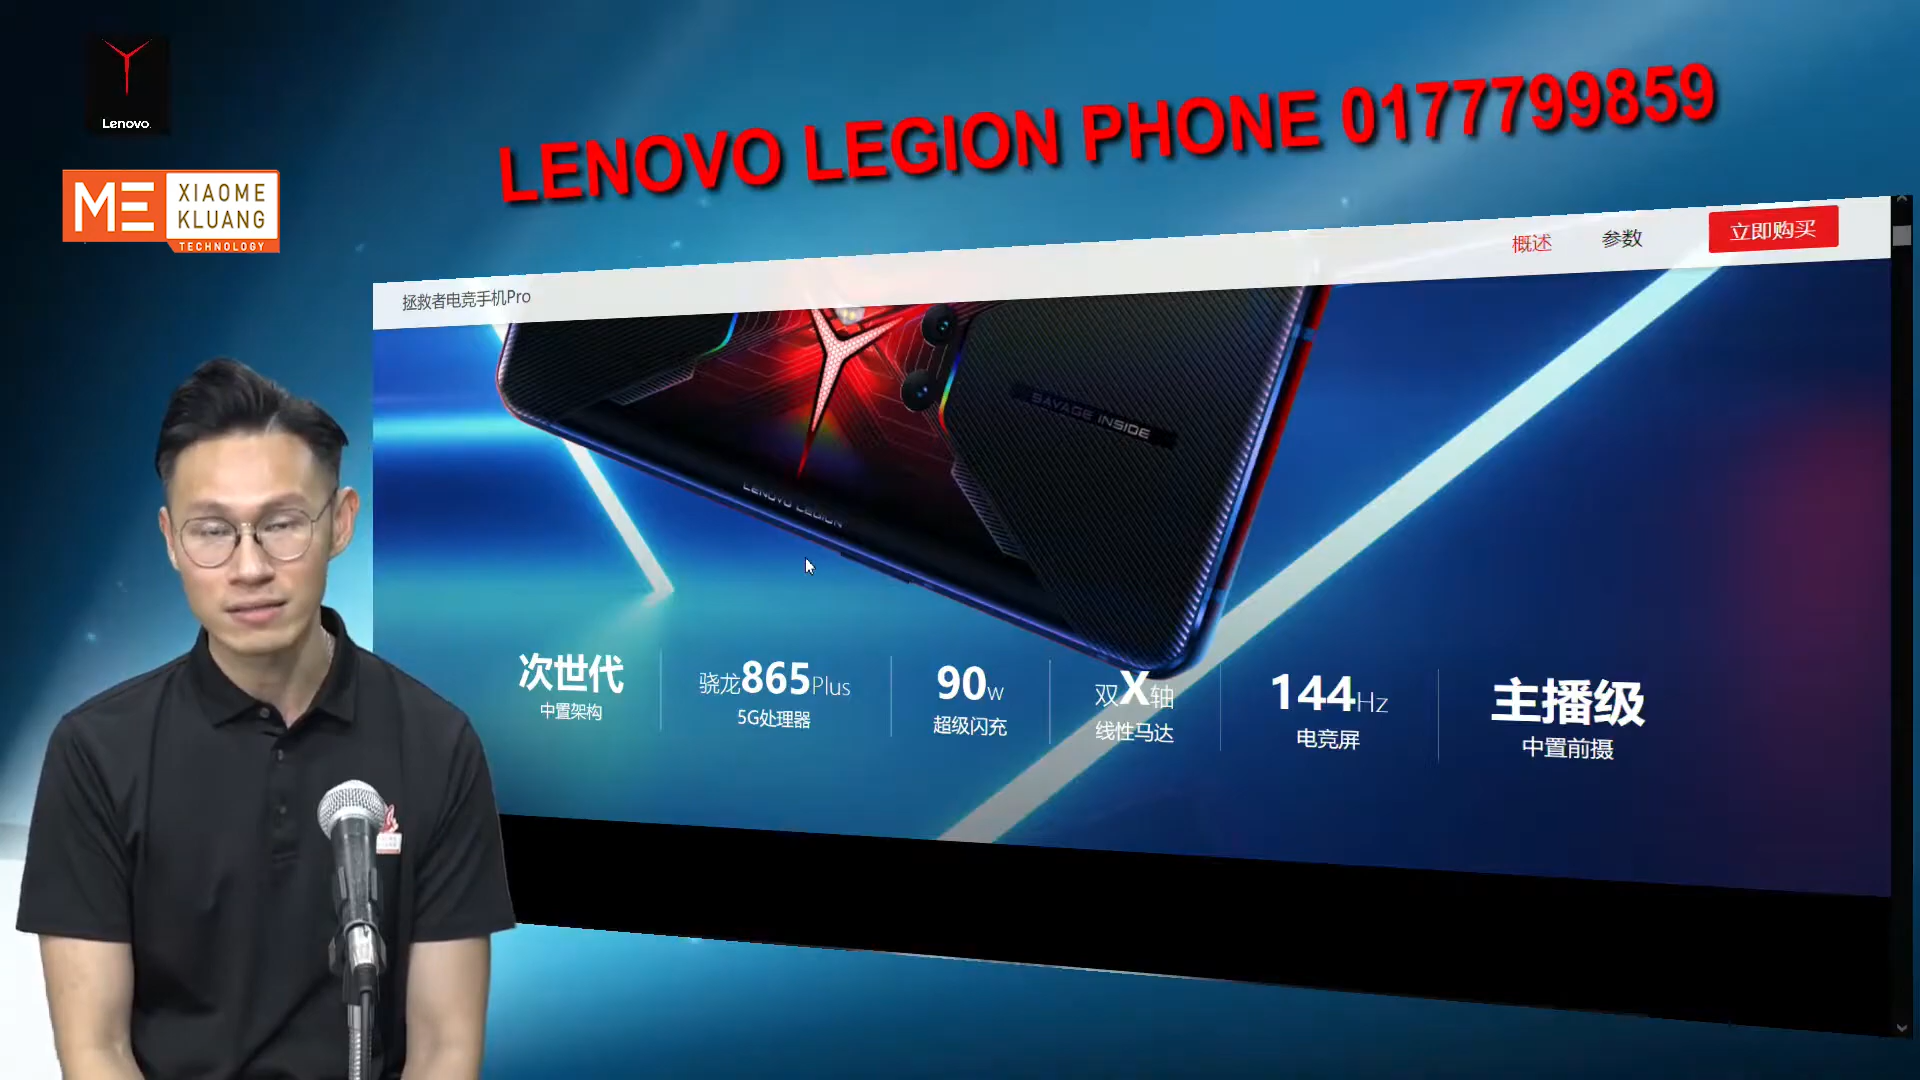 Lenovo.
ME XIAOME
KLUANG
TECHNOLOGY
LENOVO LEGION PHONE 0177799859
拯救者电竞手机Pro
概述 参数 立即购买
SAVAGE INSIDE
LENOVO LEGION
次世代
中置架构
骁龙865Plus
5G处理器
90W
超级闪充
双X轴
线性马达
144Hz
电竞屏
主播级
中置前摄